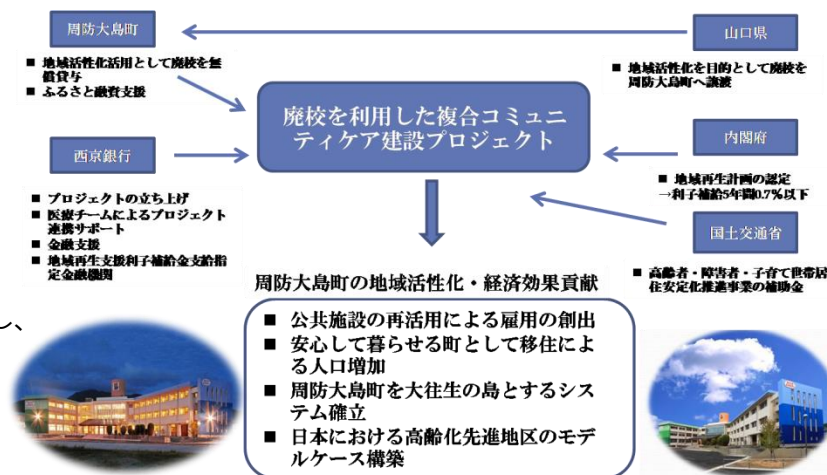 周防大島町
山口県
■ 地域活性化活用として廃校を無
償貸与
■ ふるさと融資支援
■ 地域活性化を目的として廃校を
周防大島町へ譲渡
廃校を利用した複合コミュニ
ティケア建設プロジェクト
西京銀行
内閣府
■ プロジェクトの立ち上げ
■ 医療チームによるプロジェクト
連携サポート
■ 金融支援
■ 地域再生支援利子補給金支給指
定金融機関
■ 地域再生計画の認定
→利子補給5年間0.7%以下
国土交通省
■ 高齢者・障害者・子育て世帯居
住安定化推進事業の補助金
周防大島町の地域活性化・経済効果貢献
し、
■ 公共施設の再活用による雇用の創出
■ 安心して暮らせる町として移住によ
る人口増加
■ 周防大島町を大往生の島とするシス
テム確立
■ 日本における高齢化先進地区のモデ
ルケース構築